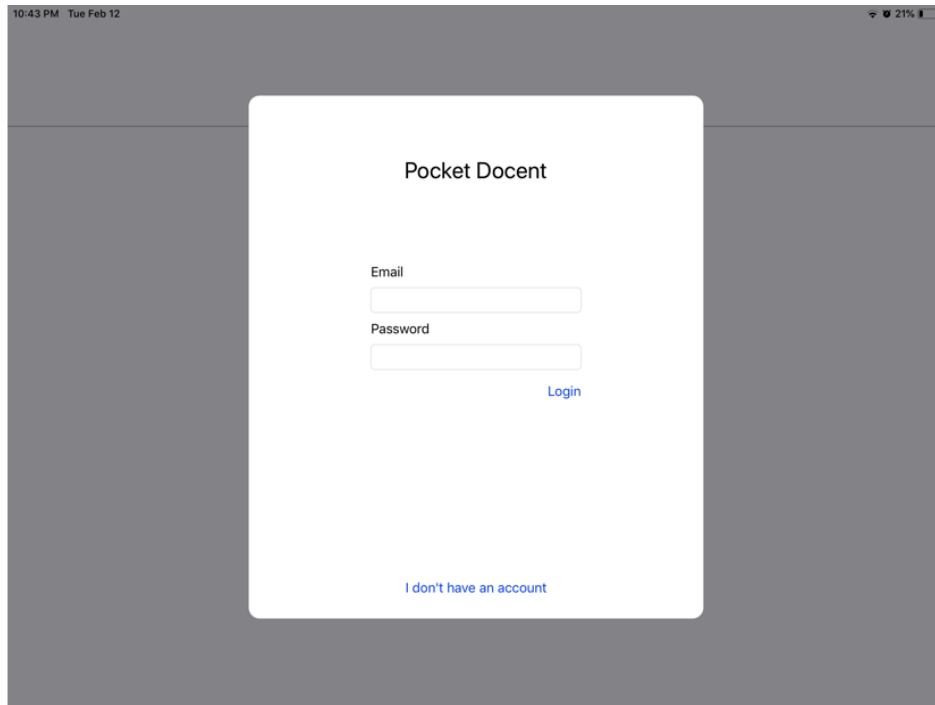 10:43 PM Tue Feb 12 21%
Pocket Docent
Email
Password
Login
I don't have an account